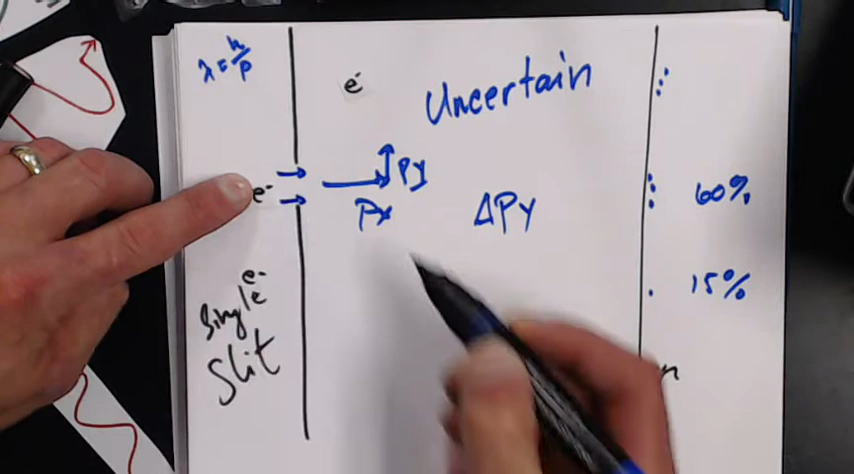 λ = h/p
e⁻
Uncertain
e⁻
Py
Px
ΔPy
60%
15%
e⁻
e
Single
Slit
n